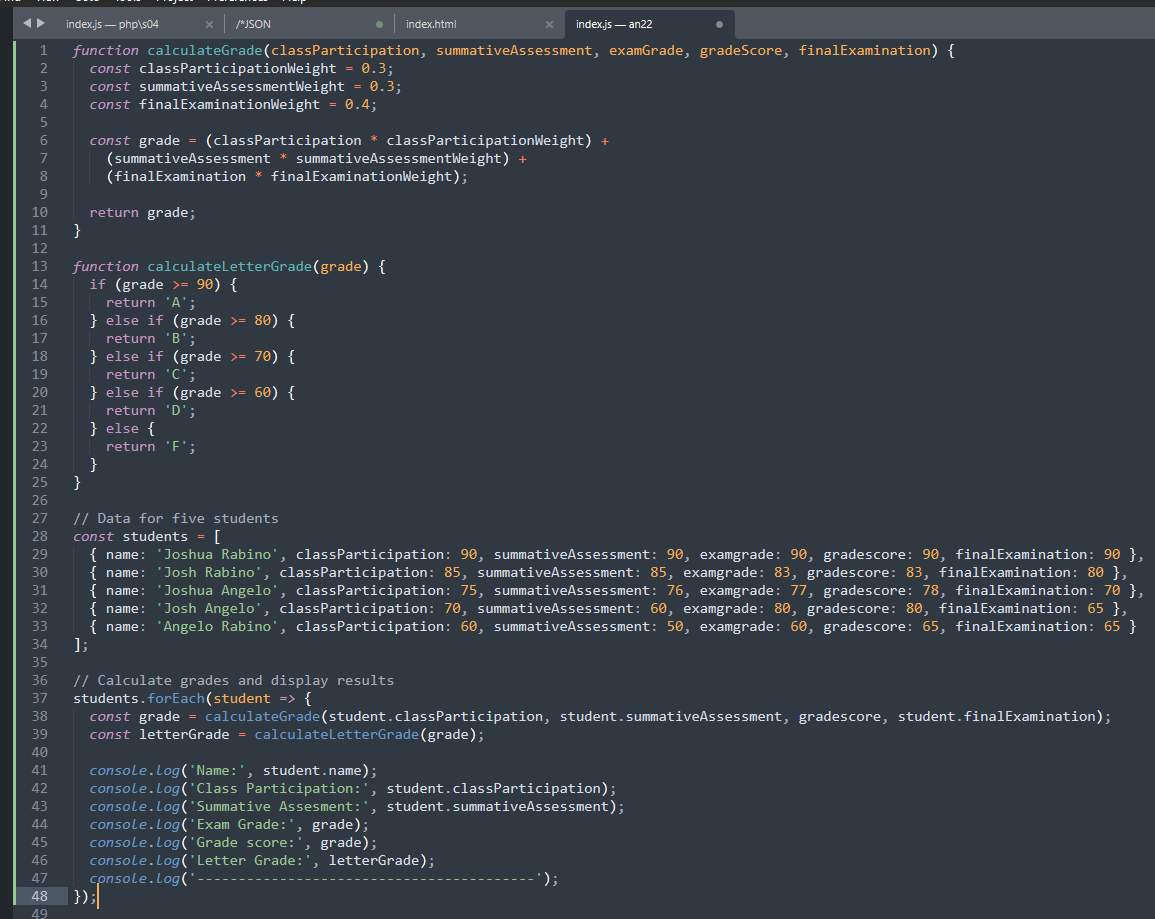 index.js — php\s04
/*JSON
index.html
index.js — an22
1 function calculateGrade(classParticipation, summativeAssessment, examGrade, gradeScore, finalExamination) {
2   const classParticipationWeight = 0.3;
3   const summativeAssessmentWeight = 0.3;
4   const finalExaminationWeight = 0.4;
5
6   const grade = (classParticipation * classParticipationWeight) +
7     (summativeAssessment * summativeAssessmentWeight) +
8     (finalExamination * finalExaminationWeight);
9
10   return grade;
11 }
12
13 function calculateLetterGrade(grade) {
14   if (grade >= 90) {
15     return 'A';
16   } else if (grade >= 80) {
17     return 'B';
18   } else if (grade >= 70) {
19     return 'C';
20   } else if (grade >= 60) {
21     return 'D';
22   } else {
23     return 'F';
24   }
25 }
26
27 // Data for five students
28 const students = [
29   { name: 'Joshua Rabino', classParticipation: 90, summativeAssessment: 90, examgrade: 90, gradescore: 90, finalExamination: 90 },
30   { name: 'Josh Rabino', classParticipation: 85, summativeAssessment: 85, examgrade: 83, gradescore: 83, finalExamination: 80 },
31   { name: 'Joshua Angelo', classParticipation: 75, summativeAssessment: 76, examgrade: 77, gradescore: 78, finalExamination: 70 },
32   { name: 'Josh Angelo', classParticipation: 70, summativeAssessment: 60, examgrade: 80, gradescore: 80, finalExamination: 65 },
33   { name: 'Angelo Rabino', classParticipation: 60, summativeAssessment: 50, examgrade: 60, gradescore: 65, finalExamination: 65 }
34 ];
35
36 // Calculate grades and display results
37 students.forEach(student => {
38   const grade = calculateGrade(student.classParticipation, student.summativeAssessment, gradescore, student.finalExamination);
39   const letterGrade = calculateLetterGrade(grade);
40
41   console.log('Name:', student.name);
42   console.log('Class Participation:', student.classParticipation);
43   console.log('Summative Assesment:', student.summativeAssessment);
44   console.log('Exam Grade:', grade);
45   console.log('Grade score:', grade);
46   console.log('Letter Grade:', letterGrade);
47   console.log('-----------------------------------------');
48 });
49